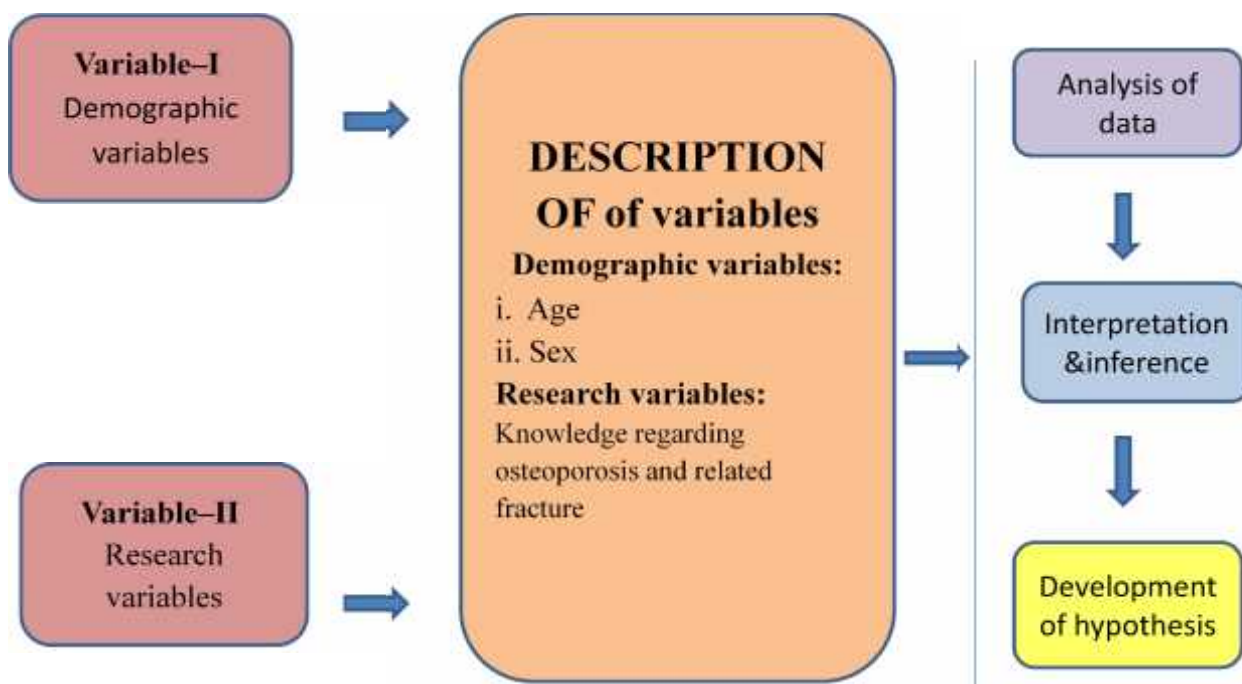 Variable–I
Demographic
variables
Variable–II
Research
variables
DESCRIPTION
OF of variables
Demographic variables:
i. Age
ii. Sex
Research variables:
Knowledge regarding
osteoporosis and related
fracture
Analysis of
data
Interpretation
&inference
Development
of hypothesis